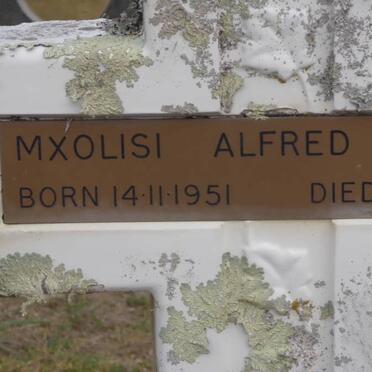 MXOLISI ALFRED
BORN 14·11·1951 DIED